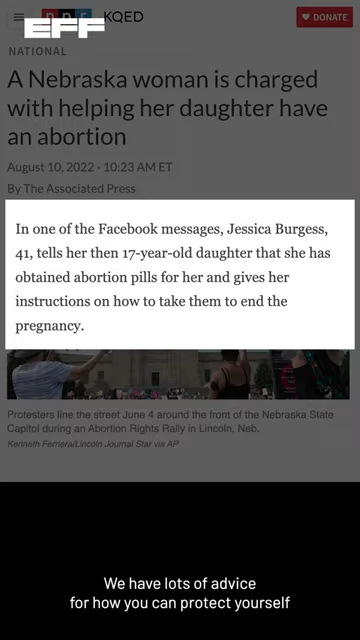 EFF
npr
KQED
DONATE
NATIONAL
A Nebraska woman is charged
with helping her daughter have
an abortion
August 10, 2022 · 10:23 AM ET
By The Associated Press
In one of the Facebook messages, Jessica Burgess,
41, tells her then 17-year-old daughter that she has
obtained abortion pills for her and gives her
instructions on how to take them to end the
pregnancy.
Protesters line the street June 4 around the front of the Nebraska State
Capitol during an Abortion Rights Rally in Lincoln, Neb.
Kenneth Ferriera/Lincoln Journal Star via AP
We have lots of advice
for how you can protect yourself